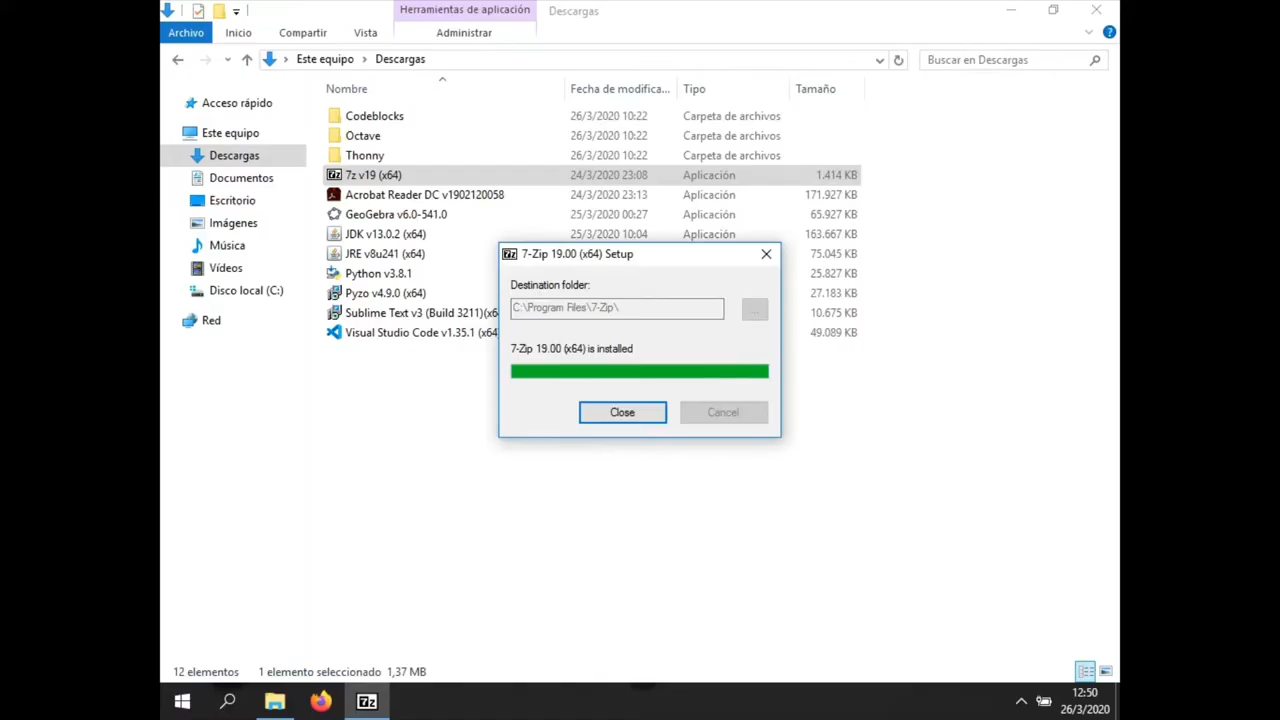 Herramientas de aplicación Descargas
Archivo Inicio Compartir Vista Administrar
Este equipo Descargas Buscar en Descargas
Nombre Fecha de modifica... Tipo Tamaño
Acceso rápido
Este equipo
Descargas
Documentos
Escritorio
Imágenes
Música
Vídeos
Disco local (C:)
Red
Codeblocks 26/3/2020 10:22 Carpeta de archivos
Octave 26/3/2020 10:22 Carpeta de archivos
Thonny 26/3/2020 10:22 Carpeta de archivos
7z v19 (x64) 24/3/2020 23:08 Aplicación 1.414 KB
Acrobat Reader DC v1902120058 24/3/2020 23:13 Aplicación 171.927 KB
GeoGebra v6.0-541.0 25/3/2020 00:27 Aplicación 65.927 KB
JDK v13.0.2 (x64) 25/3/2020 10:04 Aplicación 163.667 KB
JRE v8u241 (x64) 75.045 KB
Python v3.8.1 25.827 KB
Pyzo v4.9.0 (x64) 27.183 KB
Sublime Text v3 (Build 3211)(x6 10.675 KB
Visual Studio Code v1.35.1 (x64 49.089 KB
7-Zip 19.00 (x64) Setup
Destination folder:
C:\Program Files\7-Zip\
...
7-Zip 19.00 (x64) is installed
Close Cancel
12 elementos 1 elemento seleccionado 1,37 MB
12:50
26/3/2020